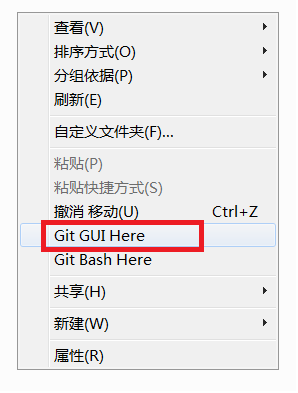 查看(V)
排序方式(O)
分组依据(P)
刷新(E)
自定义文件夹(F)...
粘贴(P)
粘贴快捷方式(S)
撤消 移动(U) Ctrl+Z
Git GUI Here
Git Bash Here
共享(H)
新建(W)
属性(R)